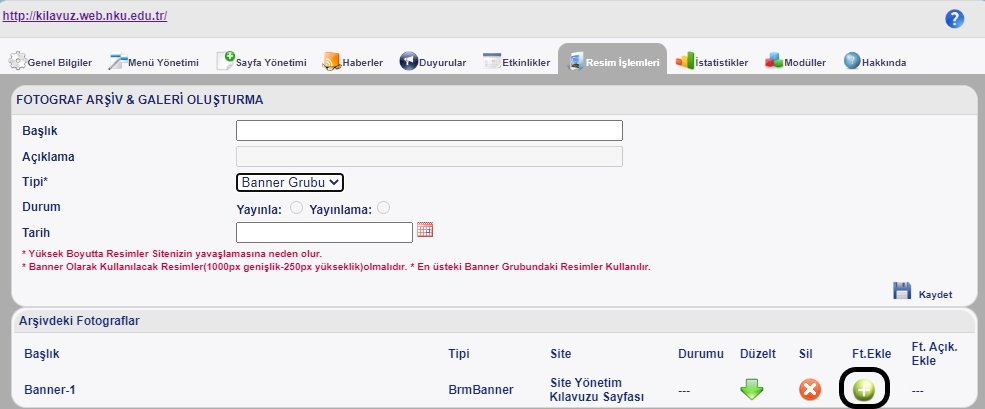 http://kilavuz.web.nku.edu.tr/
?
Genel Bilgiler Menü Yönetimi Sayfa Yönetimi Haberler Duyurular Etkinlikler Resim İşlemleri İstatistikler Modüller Hakkında
FOTOGRAF ARŞİV & GALERİ OLUŞTURMA
Başlık
Açıklama
Tipi* Banner Grubu
Durum Yayınla: Yayınlama:
Tarih
* Yüksek Boyutta Resimler Sitenizin yavaşlamasına neden olur.
* Banner Olarak Kullanılacak Resimler(1000px genişlik-250px yükseklik)olmalıdır. * En üsteki Banner Grubundaki Resimler Kullanılır.
Kaydet
Arşivdeki Fotograflar
Başlık Tipi Site Durumu Düzelt Sil Ft.Ekle Ft. Açık.
Ekle
Banner-1 BrmBanner Site Yönetim
Kılavuzu Sayfası --- ---